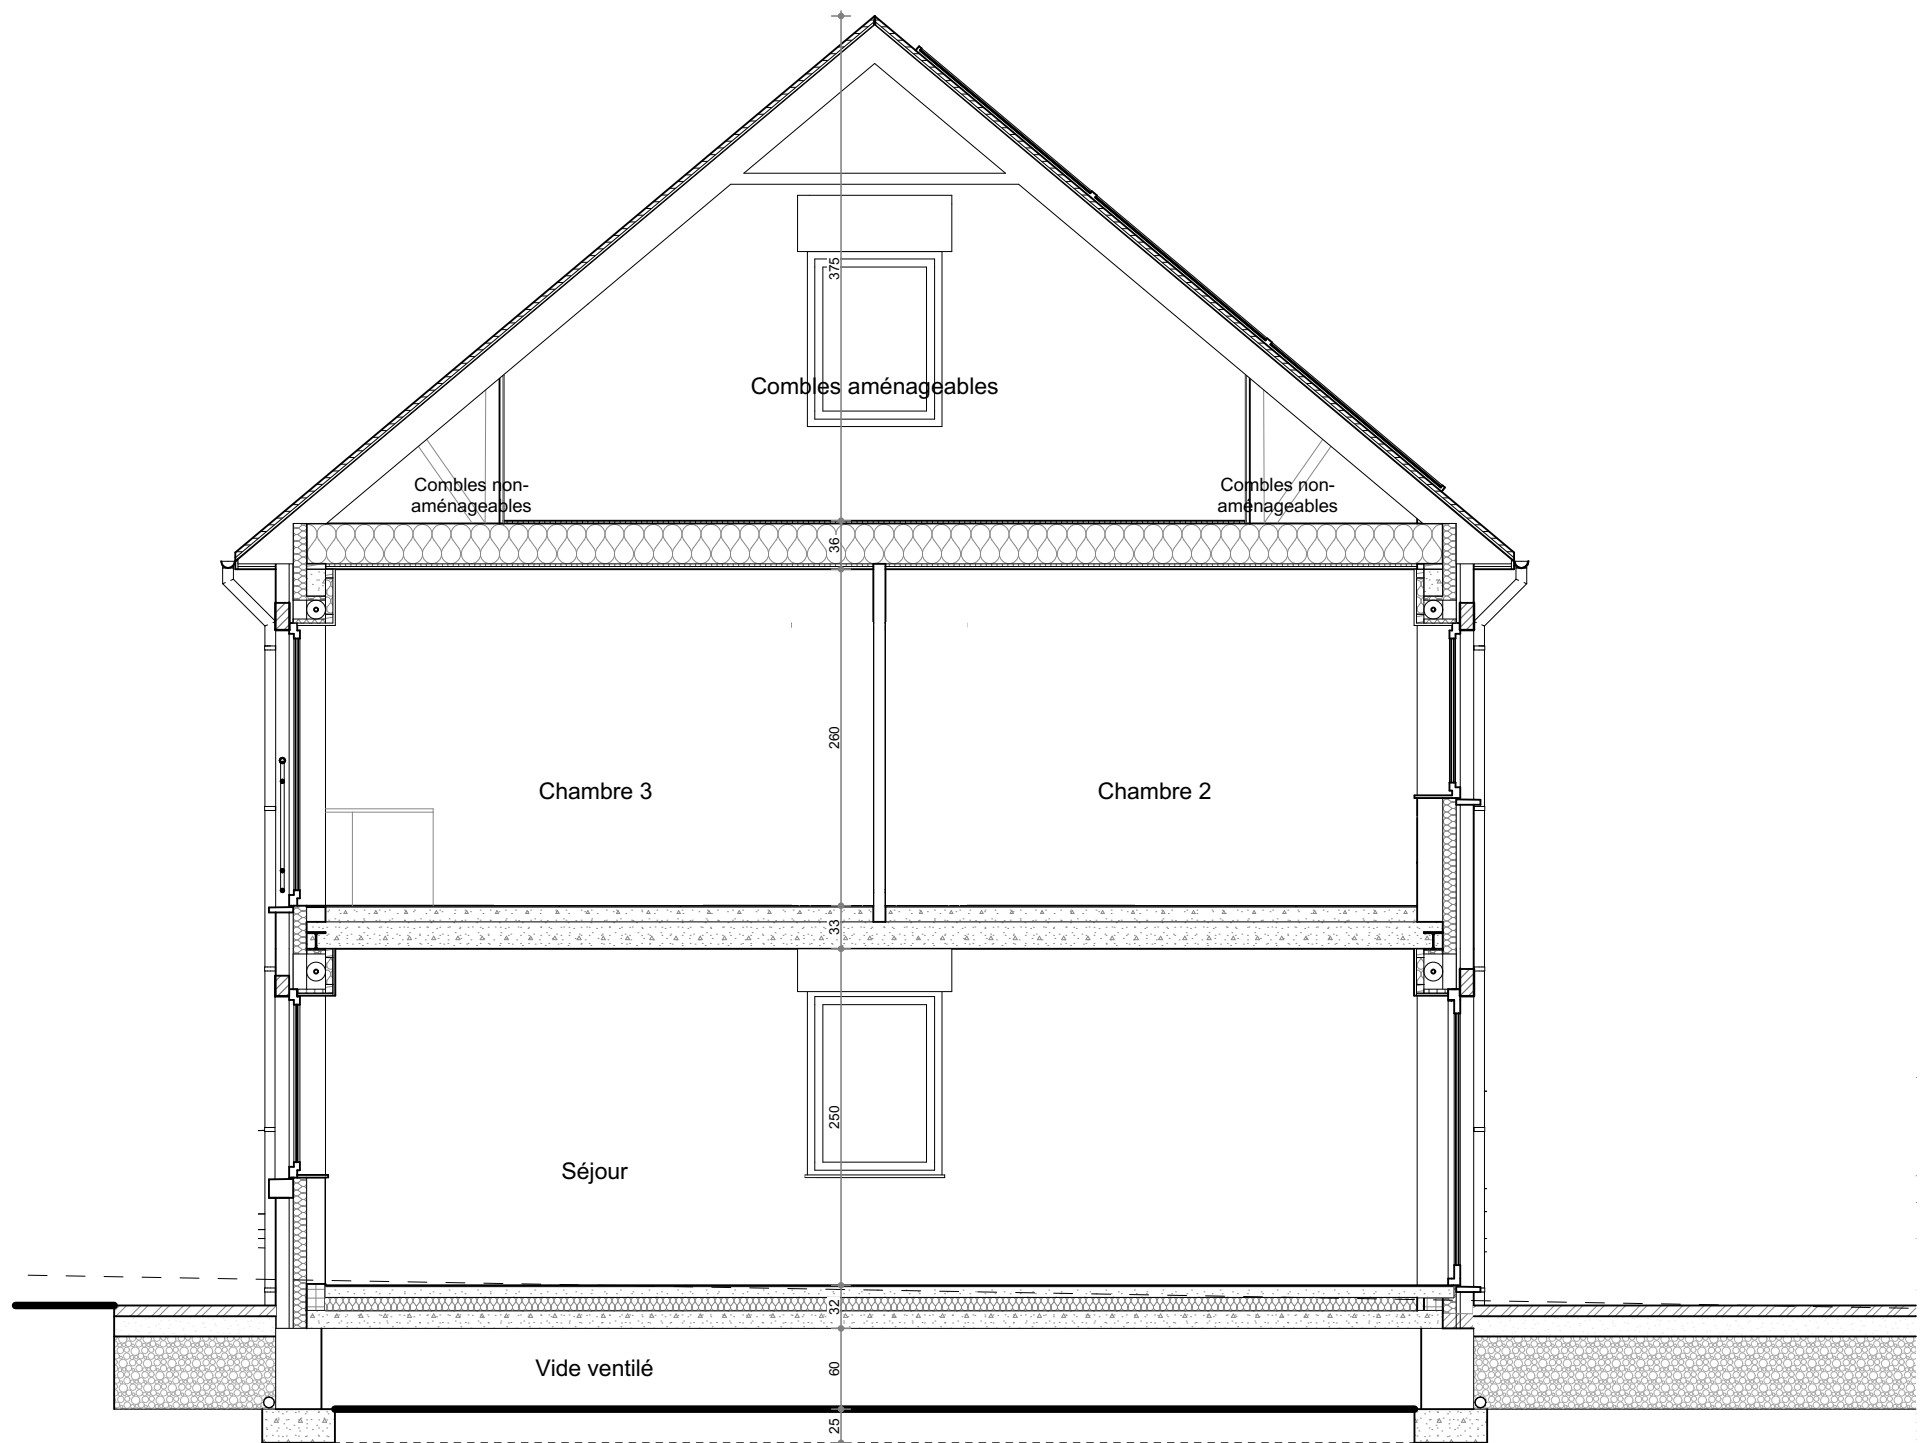 375
Combles aménageables
Combles non-
aménageables
Combles non-
aménageables
36
260
Chambre 3
Chambre 2
33
250
Séjour
32
Vide ventilé
60
25